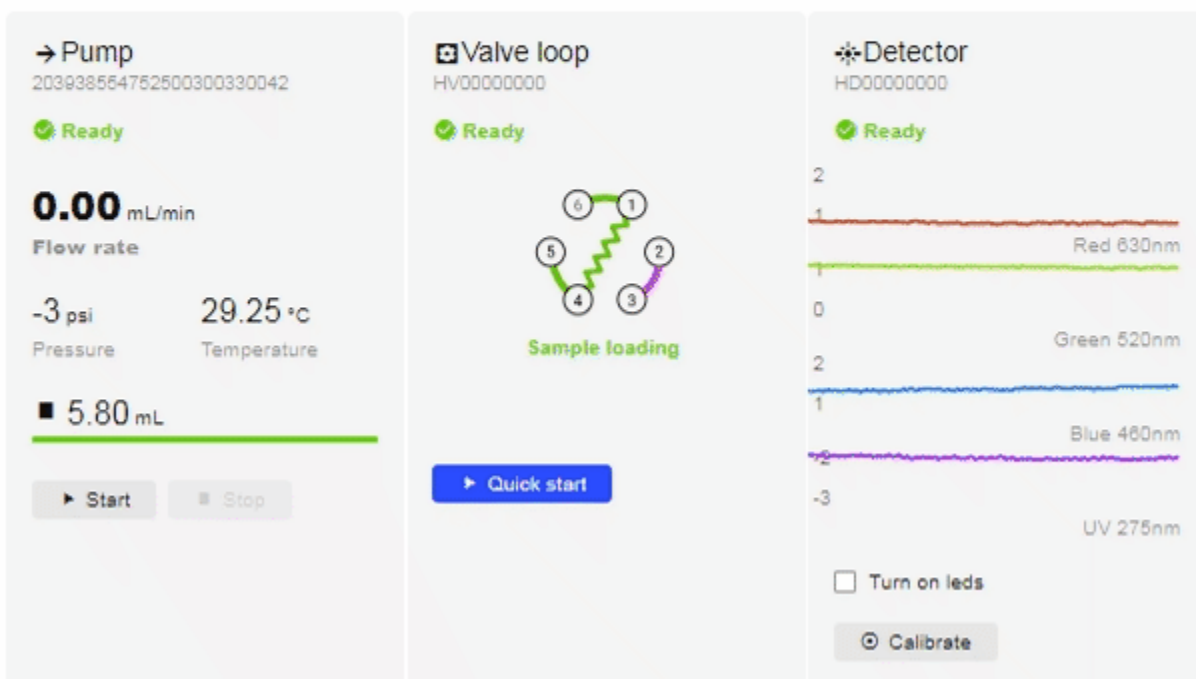 Pump
203938554752500300330042
Ready
0.00 mL/min
Flow rate
-3 psi
29.25 °C
Pressure
Temperature
5.80 mL
Start
Stop
Valve loop
HV00000000
Ready
6
1
5
2
4
3
Sample loading
Quick start
Detector
HD00000000
Ready
2
1
Red 630nm
1
0
Green 520nm
2
1
Blue 460nm
-2
-3
UV 275nm
Turn on leds
Calibrate